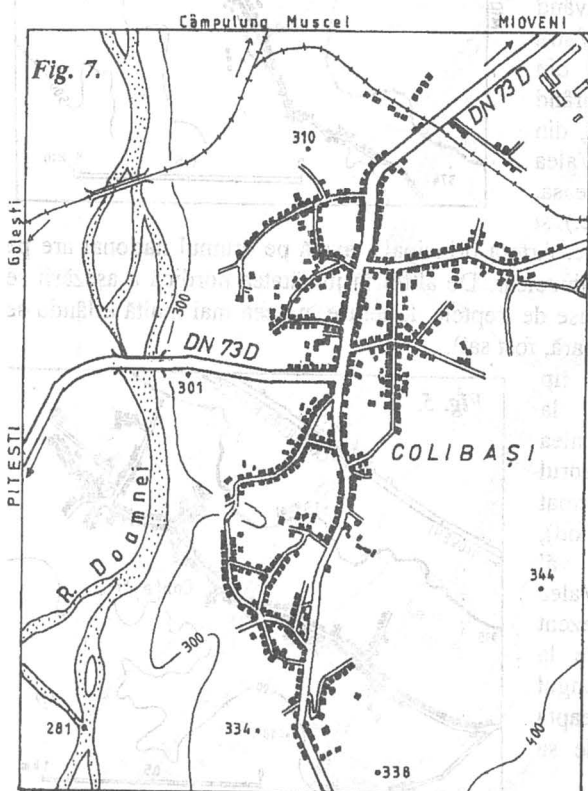 Câmpulung Muscel
MIOVENI
Fig. 7.
DN 73 D
310
Golești
300
DN 73 D
301
PITEȘTI
COLIBAȘI
R. Doamnei
344
300
281
334
338
400